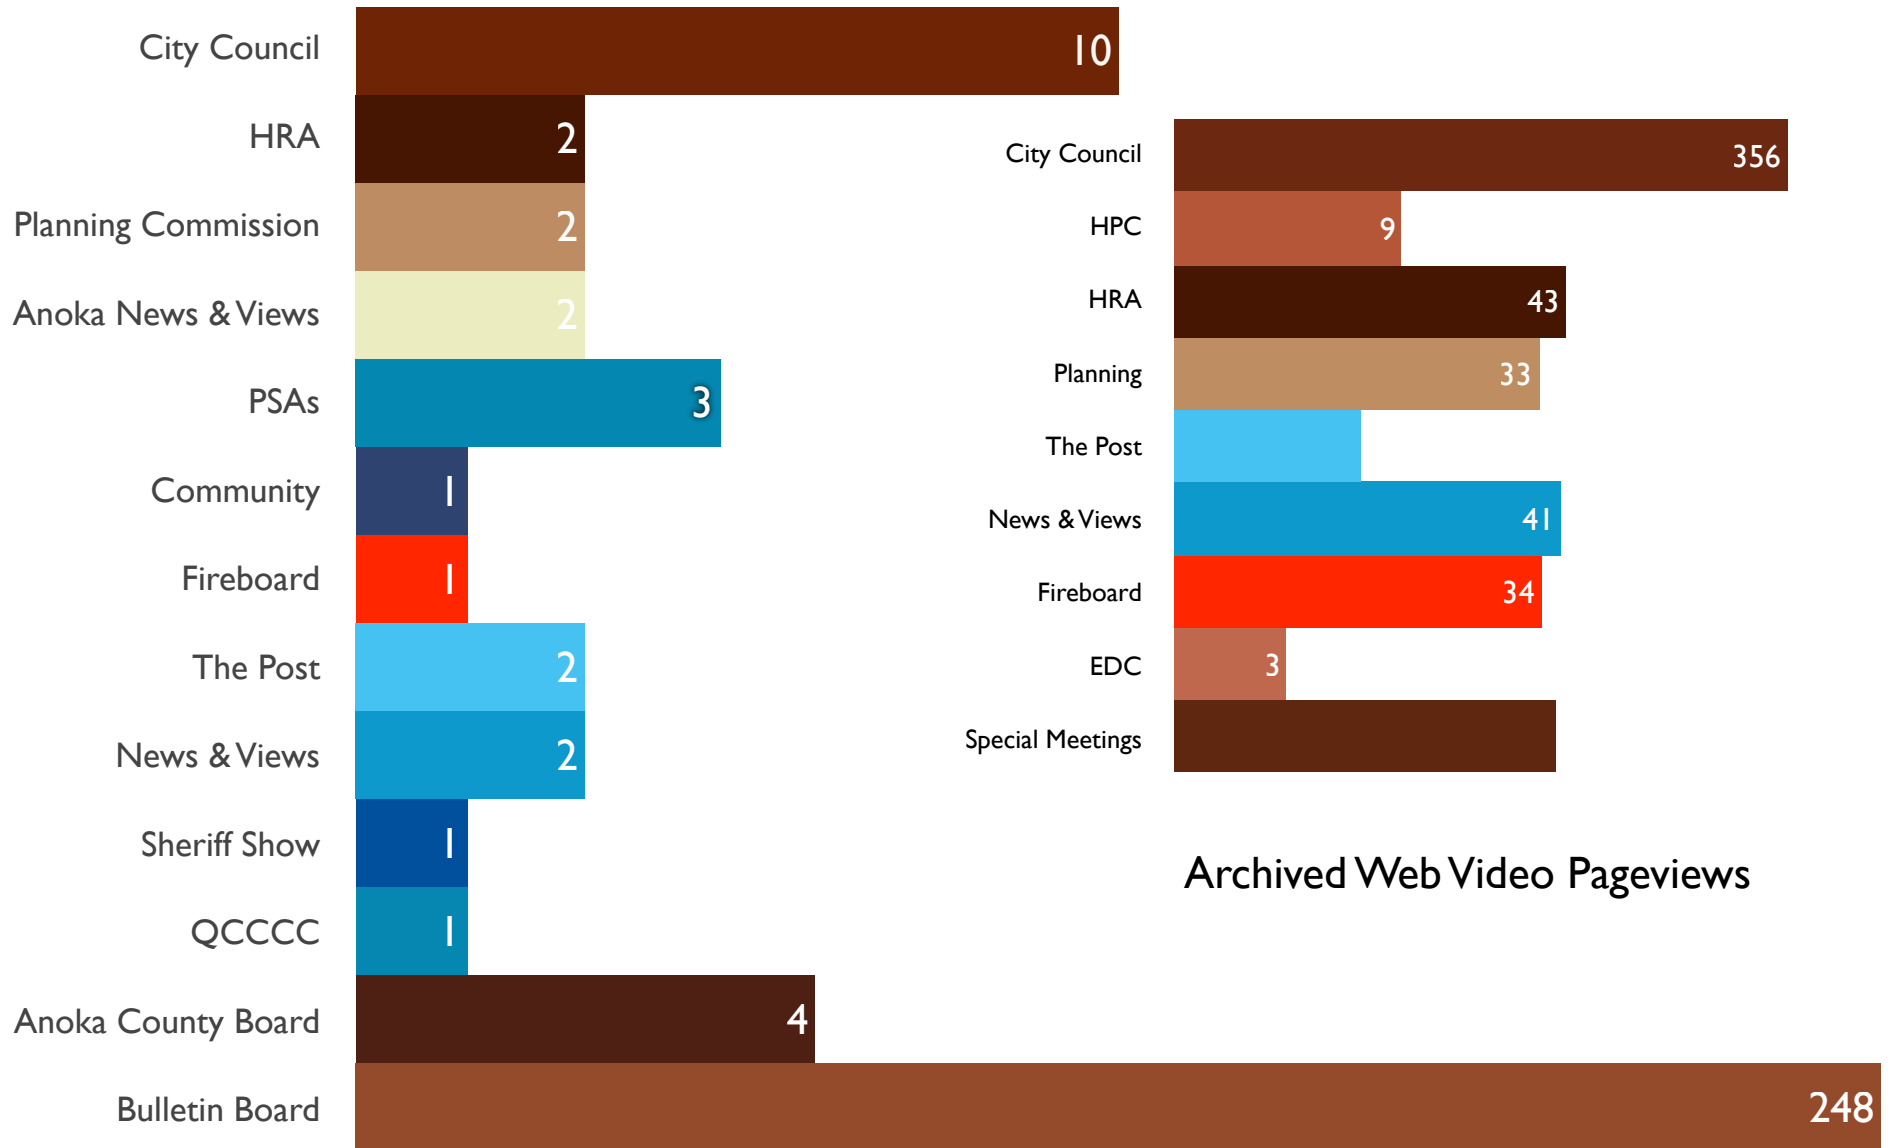 City Council 10
HRA 2
Planning Commission 2
Anoka News & Views 2
PSAs 3
Community 1
Fireboard 1
The Post 2
News & Views 2
Sheriff Show 1
QCCCC 1
Anoka County Board 4
Bulletin Board 248
City Council 356
HPC 9
HRA 43
Planning 33
The Post
News & Views 41
Fireboard 34
EDC 3
Special Meetings
Archived Web Video Pageviews